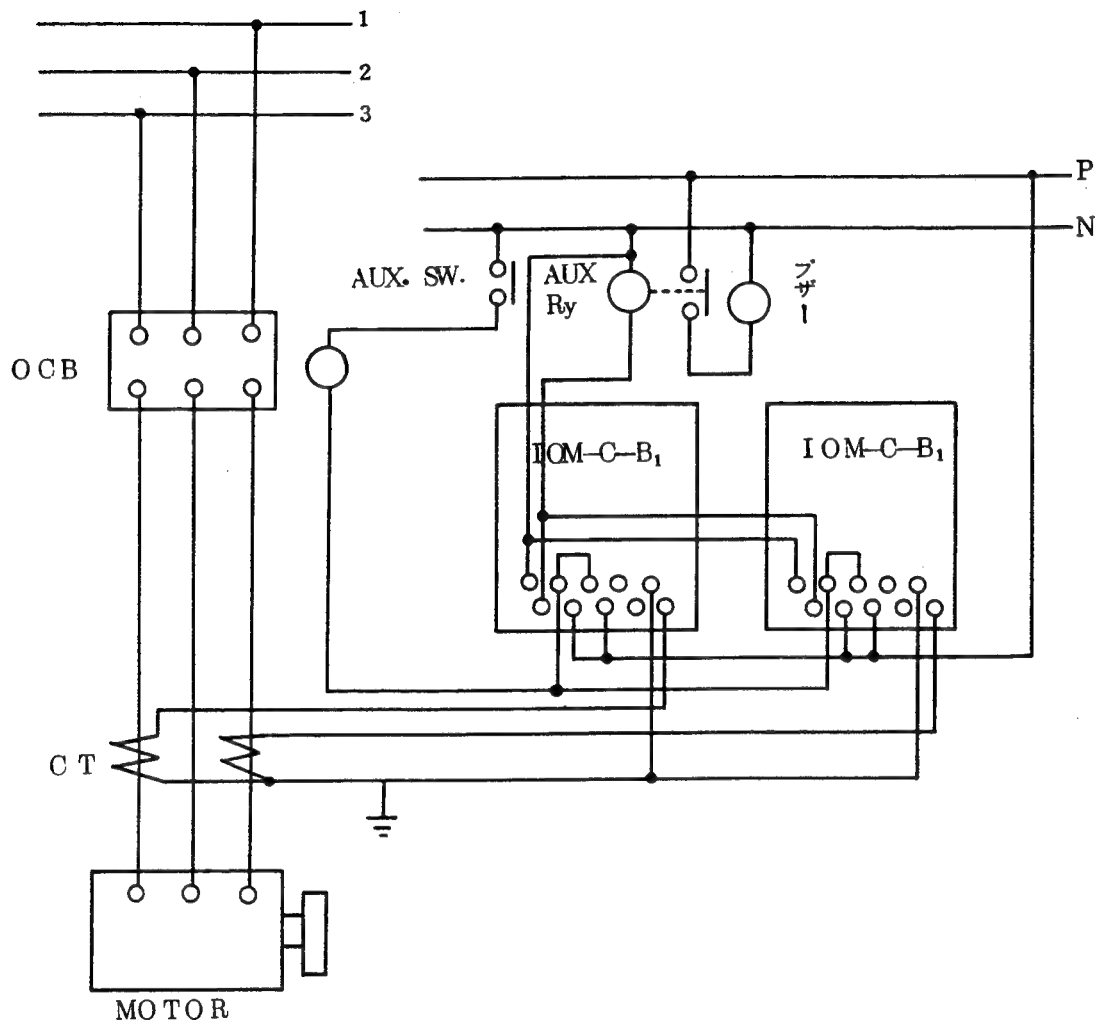 1
2
3
P
N
AUX. SW.
AUX
Ry
ブザー
OCB
IOM-C-B₁
IOM-C-B₁
CT
MOTOR